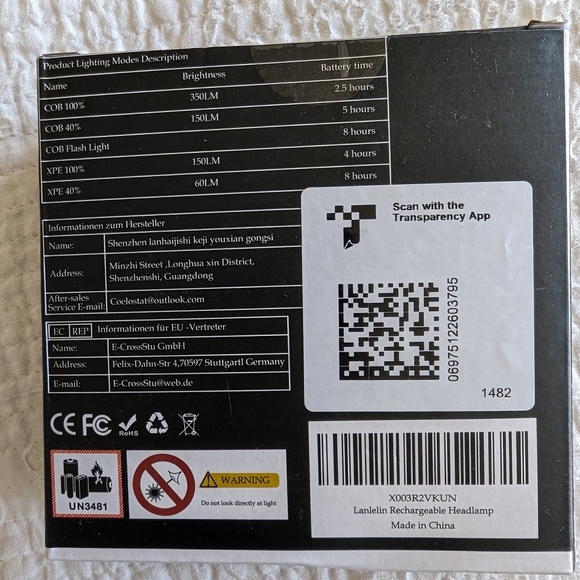 Product Lighting Modes Description
Name Brightness Battery time
COB 100% 350LM 2.5 hours
COB 40% 150LM 5 hours
COB Flash Light 8 hours
XPE 100% 150LM 4 hours
XPE 40% 60LM 8 hours
Informationen zum Hersteller
Name: Shenzhen lanhaijishi keji youxian gongsi
Address: Minzhi Street ,Longhua xin District,
Shenzhenshi, Guangdong
After-sales
Service E-mail: Coelostat@outlook.com
EC REP Informationen für EU -Vertreter
Name: E-CrossStu GmbH
Address: Felix-Dahn-Str 4,70597 Stuttgartl Germany
E-mail: E-CrossStu@web.de
CE FC RoHS
UN3481
WARNING
Do not look directly at light
Scan with the
Transparency App
06975122603795
1482
X003R2VKUN
Lanlelin Rechargeable Headlamp
Made in China